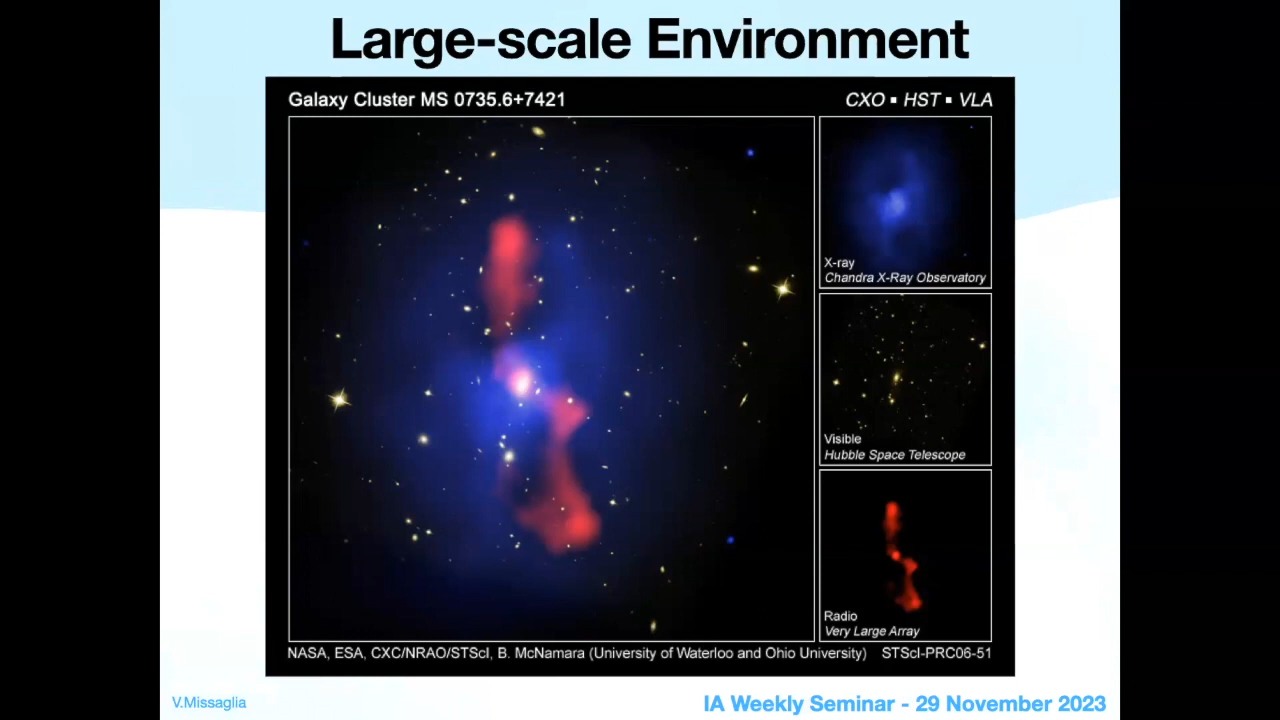 Large-scale Environment
Galaxy Cluster MS 0735.6+7421
CXO ▪ HST ▪ VLA
X-ray
Chandra X-Ray Observatory
Visible
Hubble Space Telescope
Radio
Very Large Array
NASA, ESA, CXC/NRAO/STScI, B. McNamara (University of Waterloo and Ohio University) STScI-PRC06-51
V.Missaglia
IA Weekly Seminar - 29 November 2023